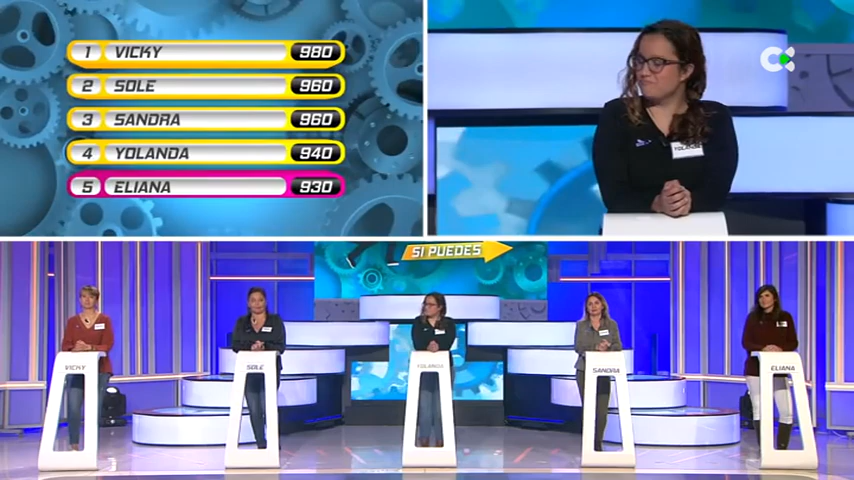 1 VICKY 980
2 SOLE 960
3 SANDRA 960
4 YOLANDA 940
5 ELIANA 930
YOLANDA
SI PUEDES
VICKY
SOLE
YOLANDA
SANDRA
ELIANA